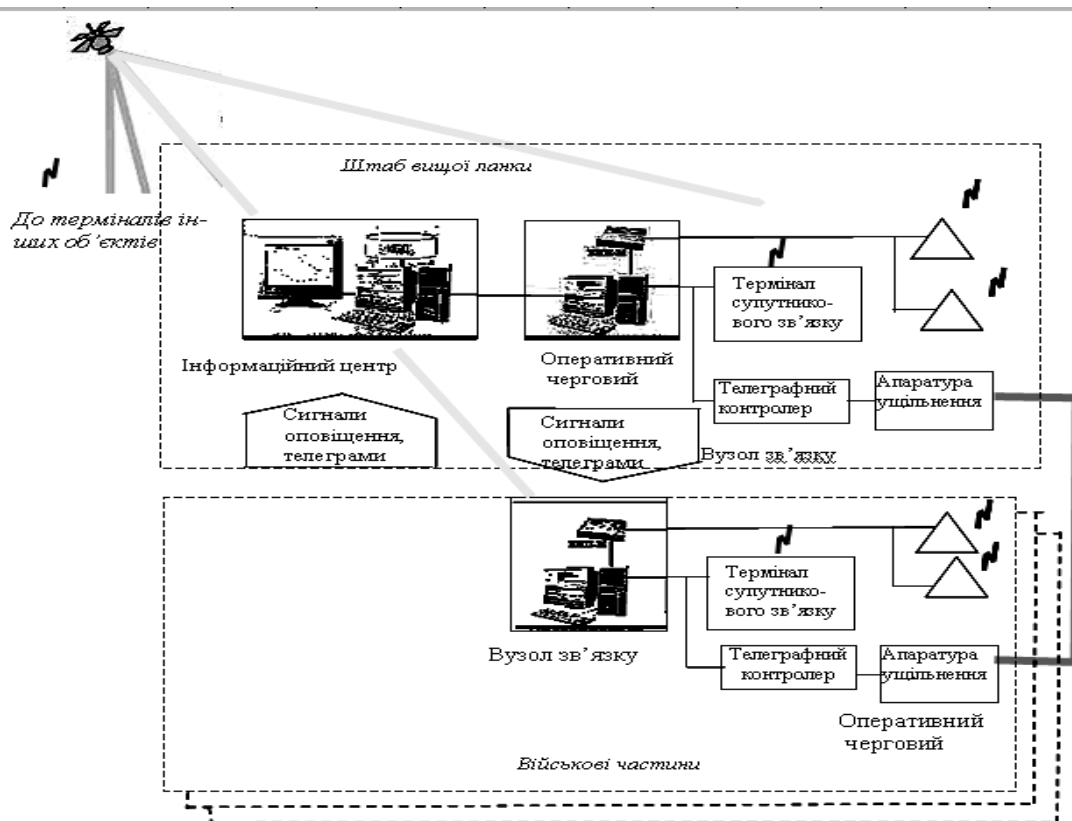 Штаб вищої ланки
До терміналів ін-
ших об'єктів
Термінал
супутнико-
вого зв'язку
Інформаційний центр
Оперативний
черговий
Телеграфний
контролер
Апаратура
ущільнення
Сигнали
оповіщення,
телеграми
Сигнали
оповіщення,
телеграми
Вузол зв'язку
Термінал
супутнико-
вого зв'язку
Вузол зв'язку
Телеграфний
контролер
Апаратура
ущільнення
Оперативний
черговий
Військові частини